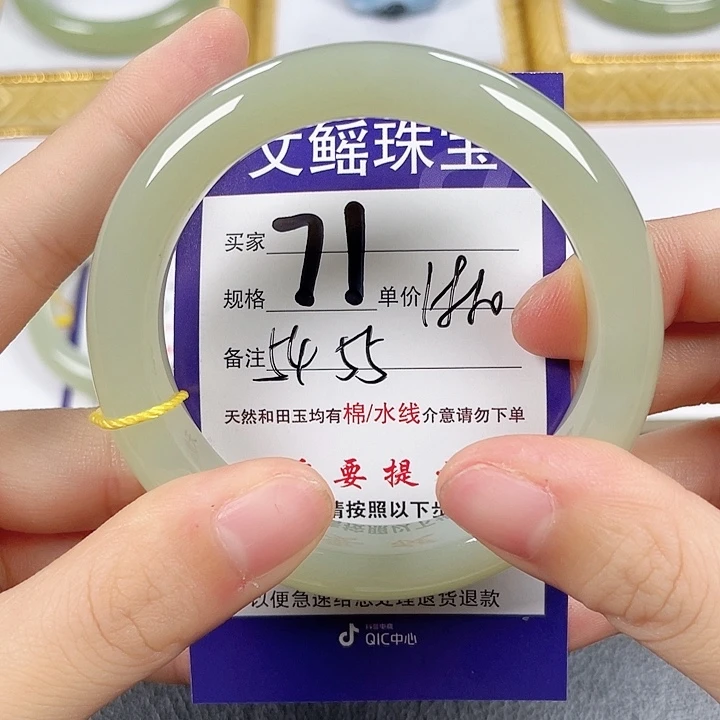 文鳐珠宝
买家 71
规格 单价 1880
备注 54 55
天然和田玉均有棉/水线介意请勿下单
要提
请按照以下步
以便急速给您处理退货退款
QIC中心